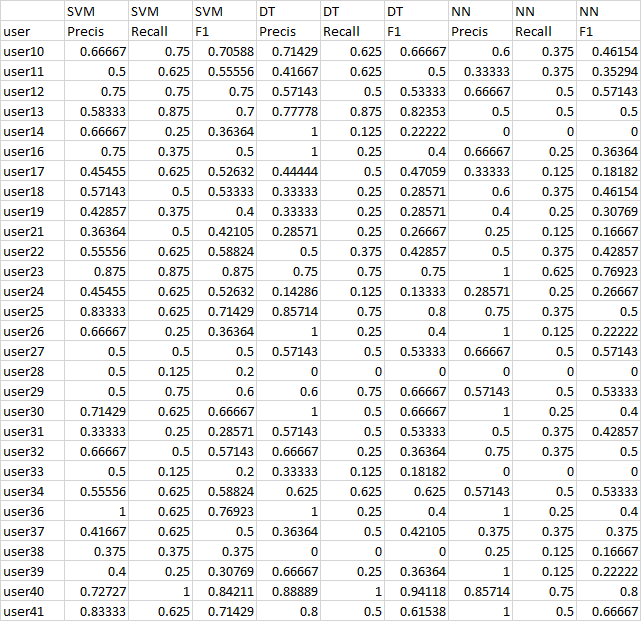 SVM SVM SVM DT DT DT NN NN NN
user Precis Recall F1 Precis Recall F1 Precis Recall F1
user10 0.66667 0.75 0.70588 0.71429 0.625 0.66667 0.6 0.375 0.46154
user11 0.5 0.625 0.55556 0.41667 0.625 0.5 0.33333 0.375 0.35294
user12 0.75 0.75 0.75 0.57143 0.5 0.53333 0.66667 0.5 0.57143
user13 0.58333 0.875 0.7 0.77778 0.875 0.82353 0.5 0.5 0.5
user14 0.66667 0.25 0.36364 1 0.125 0.22222 0 0 0
user16 0.75 0.375 0.5 1 0.25 0.4 0.66667 0.25 0.36364
user17 0.45455 0.625 0.52632 0.44444 0.5 0.47059 0.33333 0.125 0.18182
user18 0.57143 0.5 0.53333 0.33333 0.25 0.28571 0.6 0.375 0.46154
user19 0.42857 0.375 0.4 0.33333 0.25 0.28571 0.4 0.25 0.30769
user21 0.36364 0.5 0.42105 0.28571 0.25 0.26667 0.25 0.125 0.16667
user22 0.55556 0.625 0.58824 0.5 0.375 0.42857 0.5 0.375 0.42857
user23 0.875 0.875 0.875 0.75 0.75 0.75 1 0.625 0.76923
user24 0.45455 0.625 0.52632 0.14286 0.125 0.13333 0.28571 0.25 0.26667
user25 0.83333 0.625 0.71429 0.85714 0.75 0.8 0.75 0.375 0.5
user26 0.66667 0.25 0.36364 1 0.25 0.4 1 0.125 0.22222
user27 0.5 0.5 0.5 0.57143 0.5 0.53333 0.66667 0.5 0.57143
user28 0.5 0.125 0.2 0 0 0 0 0 0
user29 0.5 0.75 0.6 0.6 0.75 0.66667 0.57143 0.5 0.53333
user30 0.71429 0.625 0.66667 1 0.5 0.66667 1 0.25 0.4
user31 0.33333 0.25 0.28571 0.57143 0.5 0.53333 0.5 0.375 0.42857
user32 0.66667 0.5 0.57143 0.66667 0.25 0.36364 0.75 0.375 0.5
user33 0.5 0.125 0.2 0.33333 0.125 0.18182 0 0 0
user34 0.55556 0.625 0.58824 0.625 0.625 0.625 0.57143 0.5 0.53333
user36 1 0.625 0.76923 1 0.25 0.4 1 0.25 0.4
user37 0.41667 0.625 0.5 0.36364 0.5 0.42105 0.375 0.375 0.375
user38 0.375 0.375 0.375 0 0 0 0.25 0.125 0.16667
user39 0.4 0.25 0.30769 0.66667 0.25 0.36364 1 0.125 0.22222
user40 0.72727 1 0.84211 0.88889 1 0.94118 0.85714 0.75 0.8
user41 0.83333 0.625 0.71429 0.8 0.5 0.61538 1 0.5 0.66667